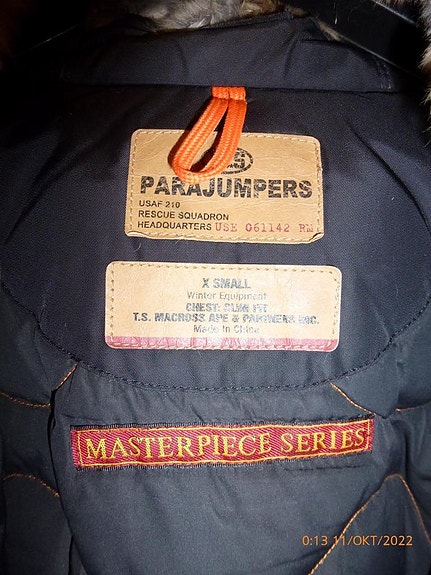 PARAJUMPERS
USAF 210
RESCUE SQUADRON
HEADQUARTERS USE 061142 RW
X SMALL
Winter Equipment
CHEST: SLIM FIT
T.S. MACROSS APE & PARTNERS INC.
Made In China
MASTERPIECE SERIES
0:13 11/OKT/2022